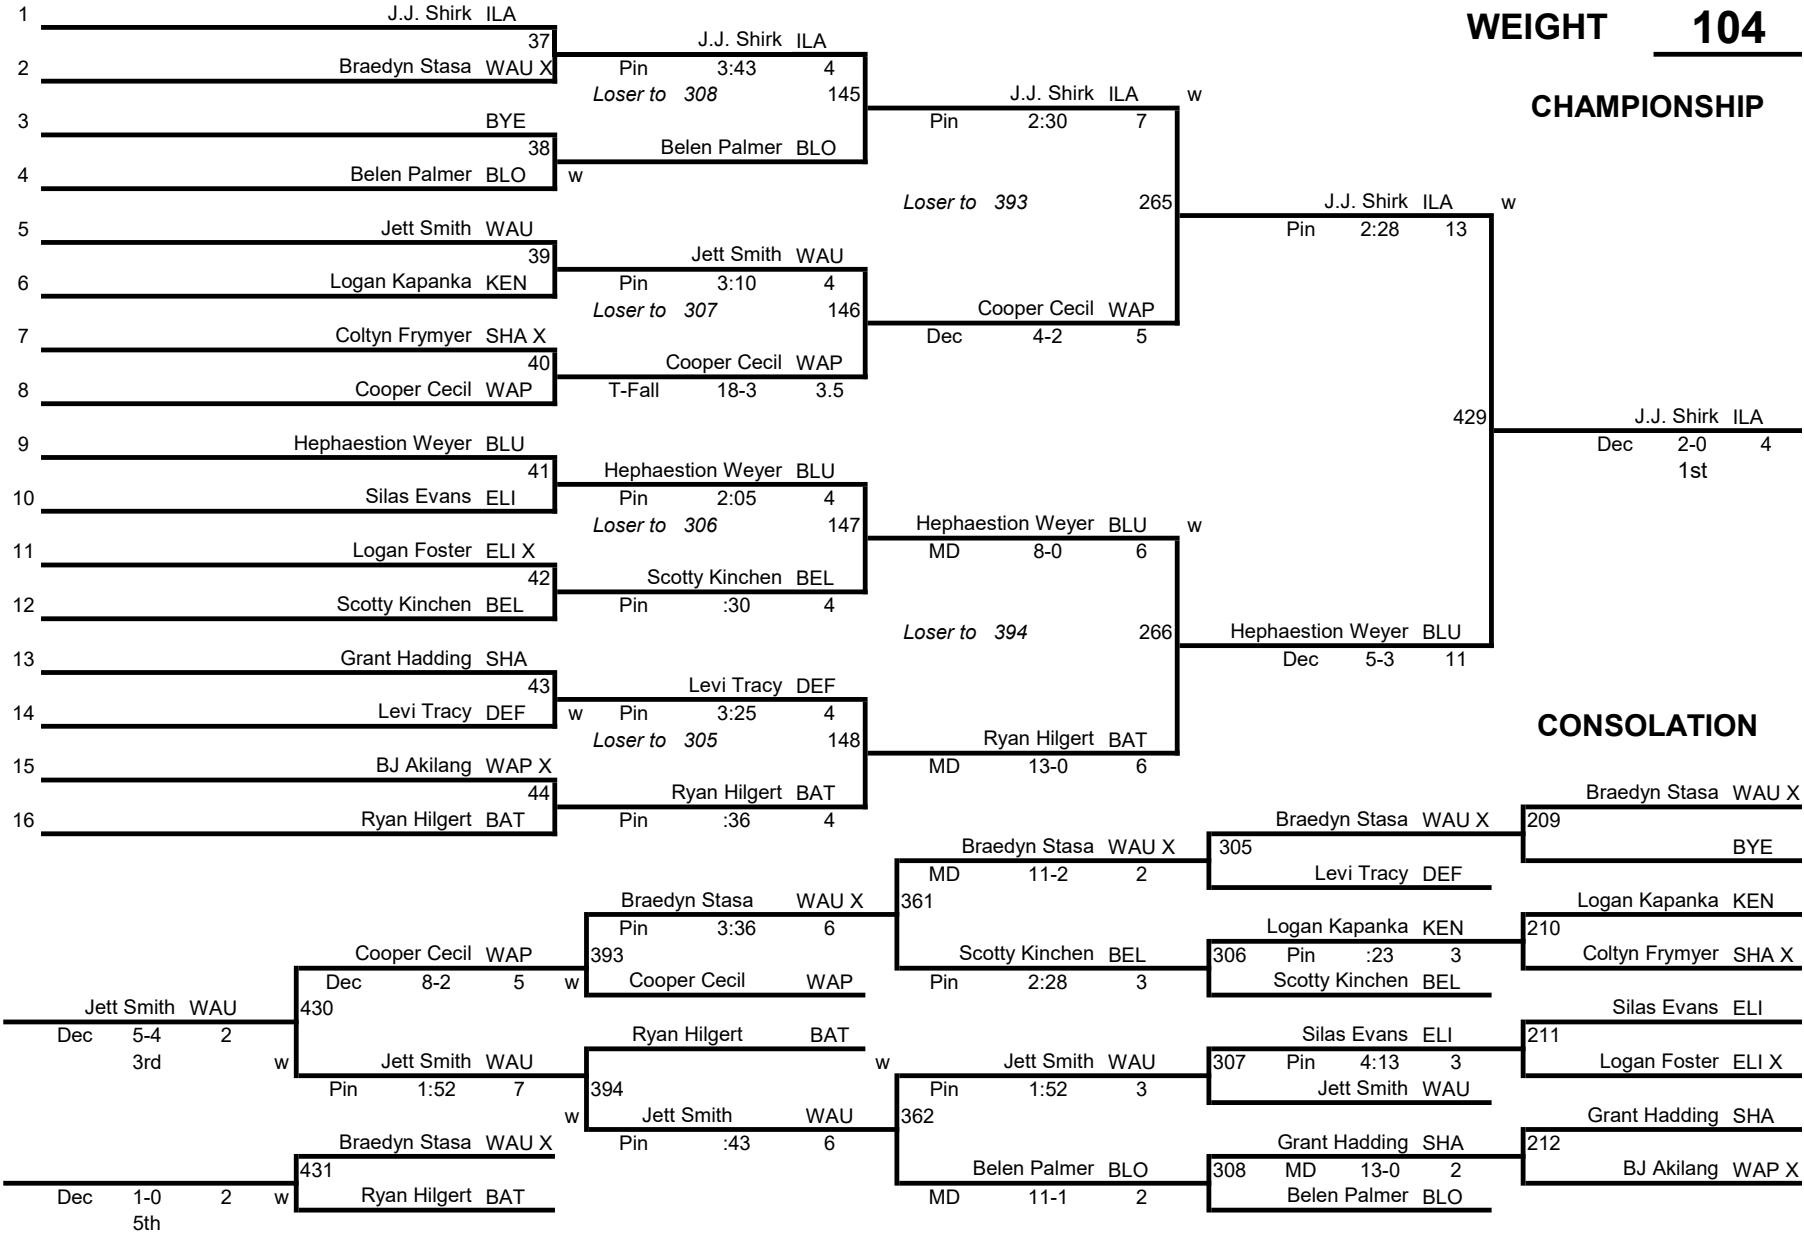 WEIGHT 104
CHAMPIONSHIP
1 J.J. Shirk ILA
37
2 Braedyn Stasa WAU X
J.J. Shirk ILA
Pin 3:43 4
Loser to 308 145
3 BYE
38
4 Belen Palmer BLO w
Belen Palmer BLO
J.J. Shirk ILA w
Pin 2:30 7
Loser to 393 265
5 Jett Smith WAU
39
6 Logan Kapanka KEN
Jett Smith WAU
Pin 3:10 4
Loser to 307 146
7 Coltyn Frymyer SHA X
40
8 Cooper Cecil WAP
Cooper Cecil WAP
T-Fall 18-3 3.5
Cooper Cecil WAP
Dec 4-2 5
J.J. Shirk ILA w
Pin 2:28 13
429
J.J. Shirk ILA
Dec 2-0 4
1st
9 Hephaestion Weyer BLU
41
10 Silas Evans ELI
Hephaestion Weyer BLU
Pin 2:05 4
Loser to 306 147
11 Logan Foster ELI X
42
12 Scotty Kinchen BEL
Scotty Kinchen BEL
Pin :30 4
Hephaestion Weyer BLU w
MD 8-0 6
Loser to 394 266
Hephaestion Weyer BLU
Dec 5-3 11
13 Grant Hadding SHA
43
14 Levi Tracy DEF w
Levi Tracy DEF
Pin 3:25 4
Loser to 305 148
15 BJ Akilang WAP X
44
16 Ryan Hilgert BAT
Ryan Hilgert BAT
Pin :36 4
Ryan Hilgert BAT
MD 13-0 6
CONSOLATION
Braedyn Stasa WAU X
209
BYE
Braedyn Stasa WAU X
305
Levi Tracy DEF
Braedyn Stasa WAU X
MD 11-2 2
361
Logan Kapanka KEN
210
Coltyn Frymyer SHA X
Logan Kapanka KEN
306 Pin :23 3
Scotty Kinchen BEL
Scotty Kinchen BEL
Pin 2:28 3
Braedyn Stasa WAU X
Pin 3:36 6
393
w Cooper Cecil WAP
Cooper Cecil WAP
Dec 8-2 5
430
Jett Smith WAU
Dec 5-4 2
3rd w
Silas Evans ELI
211
Logan Foster ELI X
Silas Evans ELI
307 Pin 4:13 3
Jett Smith WAU
Ryan Hilgert BAT
w Jett Smith WAU
Pin 1:52 3
Jett Smith WAU
Pin 1:52 7
394
w Jett Smith WAU
Pin :43 6
362
Grant Hadding SHA
212
BJ Akilang WAP X
Grant Hadding SHA
308 MD 13-0 2
Belen Palmer BLO
Belen Palmer BLO
MD 11-1 2
Braedyn Stasa WAU X
431
Ryan Hilgert BAT
Dec 1-0 2 w
5th